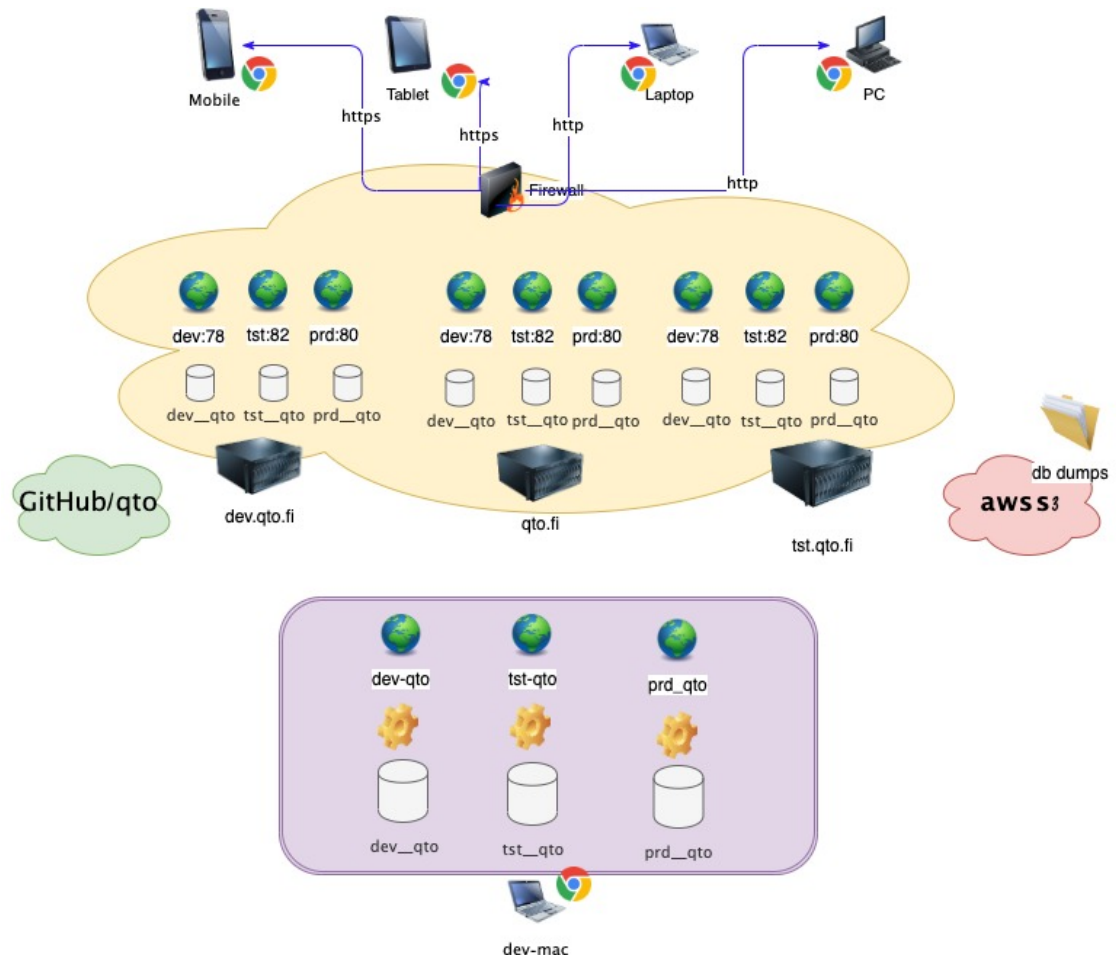 Mobile
Tablet
Laptop
PC
https
https
http
http
Firewall
dev:78
tst:82
prd:80
dev:78
tst:82
prd:80
dev:78
tst:82
prd:80
dev__qto
tst__qto
prd__qto
dev__qto
tst__qto
prd__qto
dev__qto
tst__qto
prd__qto
GitHub/qto
dev.qto.fi
qto.fi
tst.qto.fi
db dumps
aws s3
dev-qto
tst-qto
prd_qto
dev__qto
tst__qto
prd__qto
dev-mac